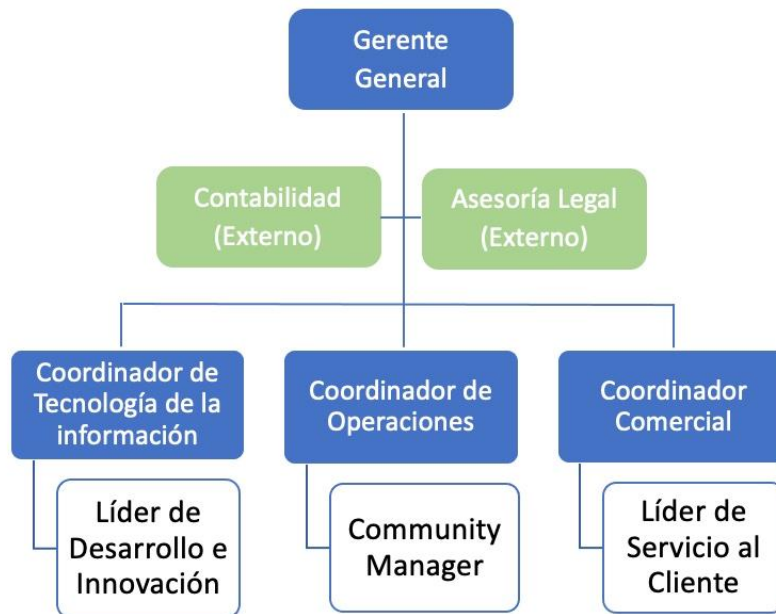 Gerente
General
Contabilidad
(Externo)
Asesoría Legal
(Externo)
Coordinador de
Tecnología de la
información
Coordinador de
Operaciones
Coordinador
Comercial
Líder de
Desarrollo e
Innovación
Community
Manager
Líder de
Servicio al
Cliente